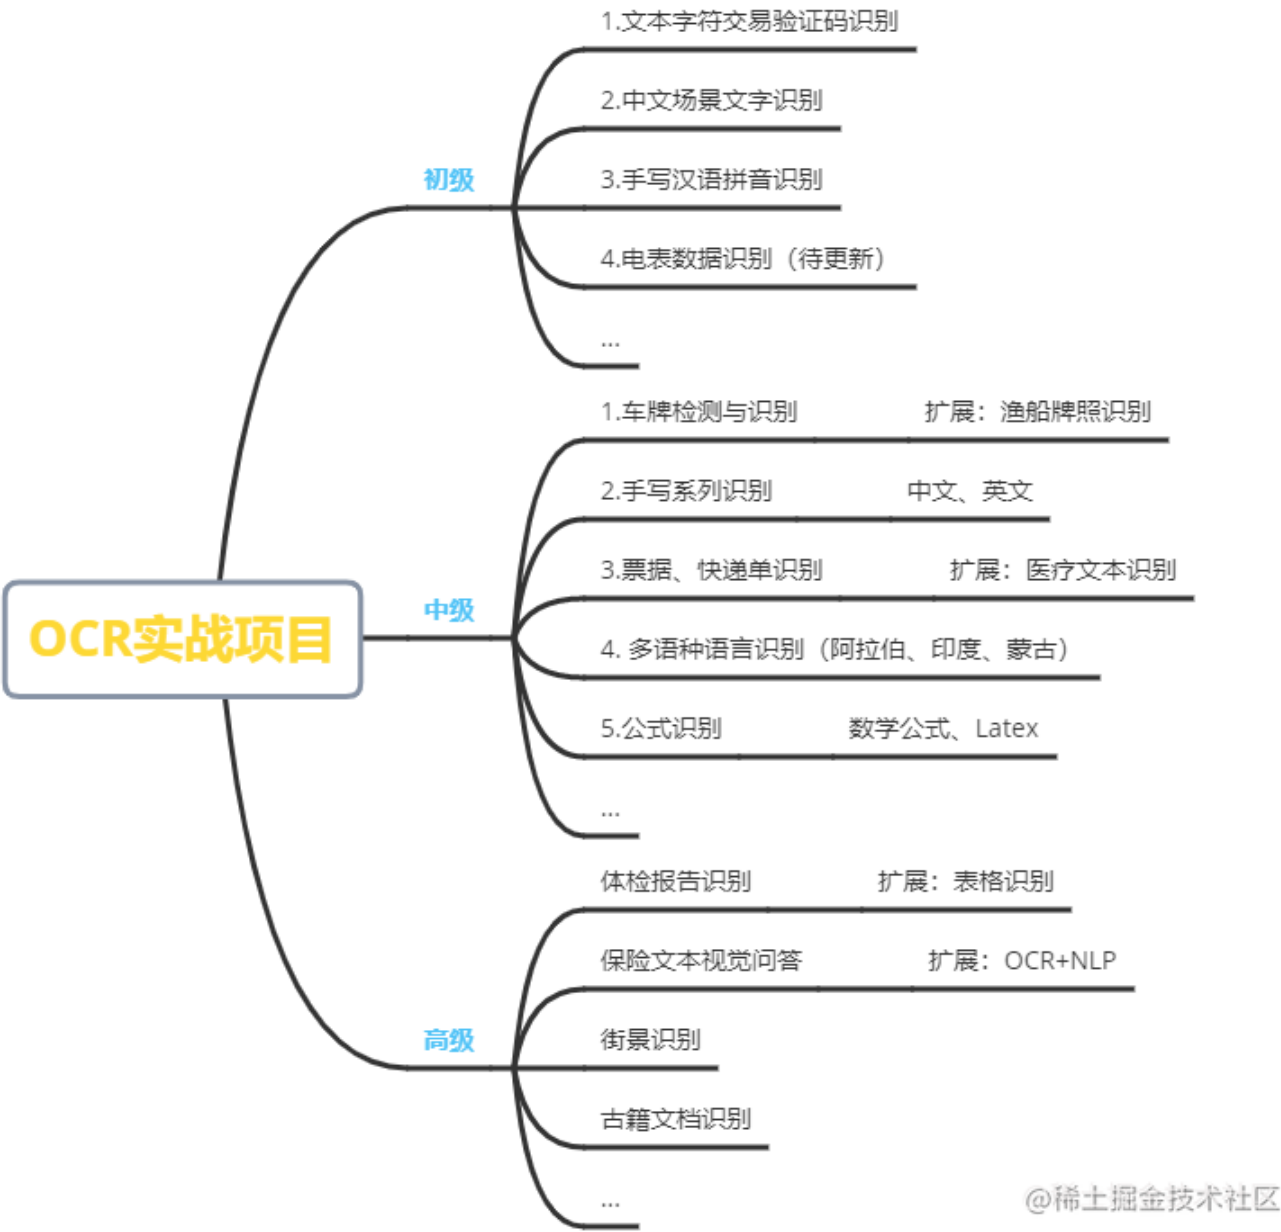 OCR实战项目
初级
1.文本字符交易验证码识别
2.中文场景文字识别
3.手写汉语拼音识别
4.电表数据识别（待更新）
...
中级
1.车牌检测与识别 扩展：渔船牌照识别
2.手写系列识别 中文、英文
3.票据、快递单识别 扩展：医疗文本识别
4. 多语种语言识别（阿拉伯、印度、蒙古）
5.公式识别 数学公式、Latex
...
高级
体检报告识别 扩展：表格识别
保险文本视觉问答 扩展：OCR+NLP
街景识别
古籍文档识别
...
@稀土掘金技术社区